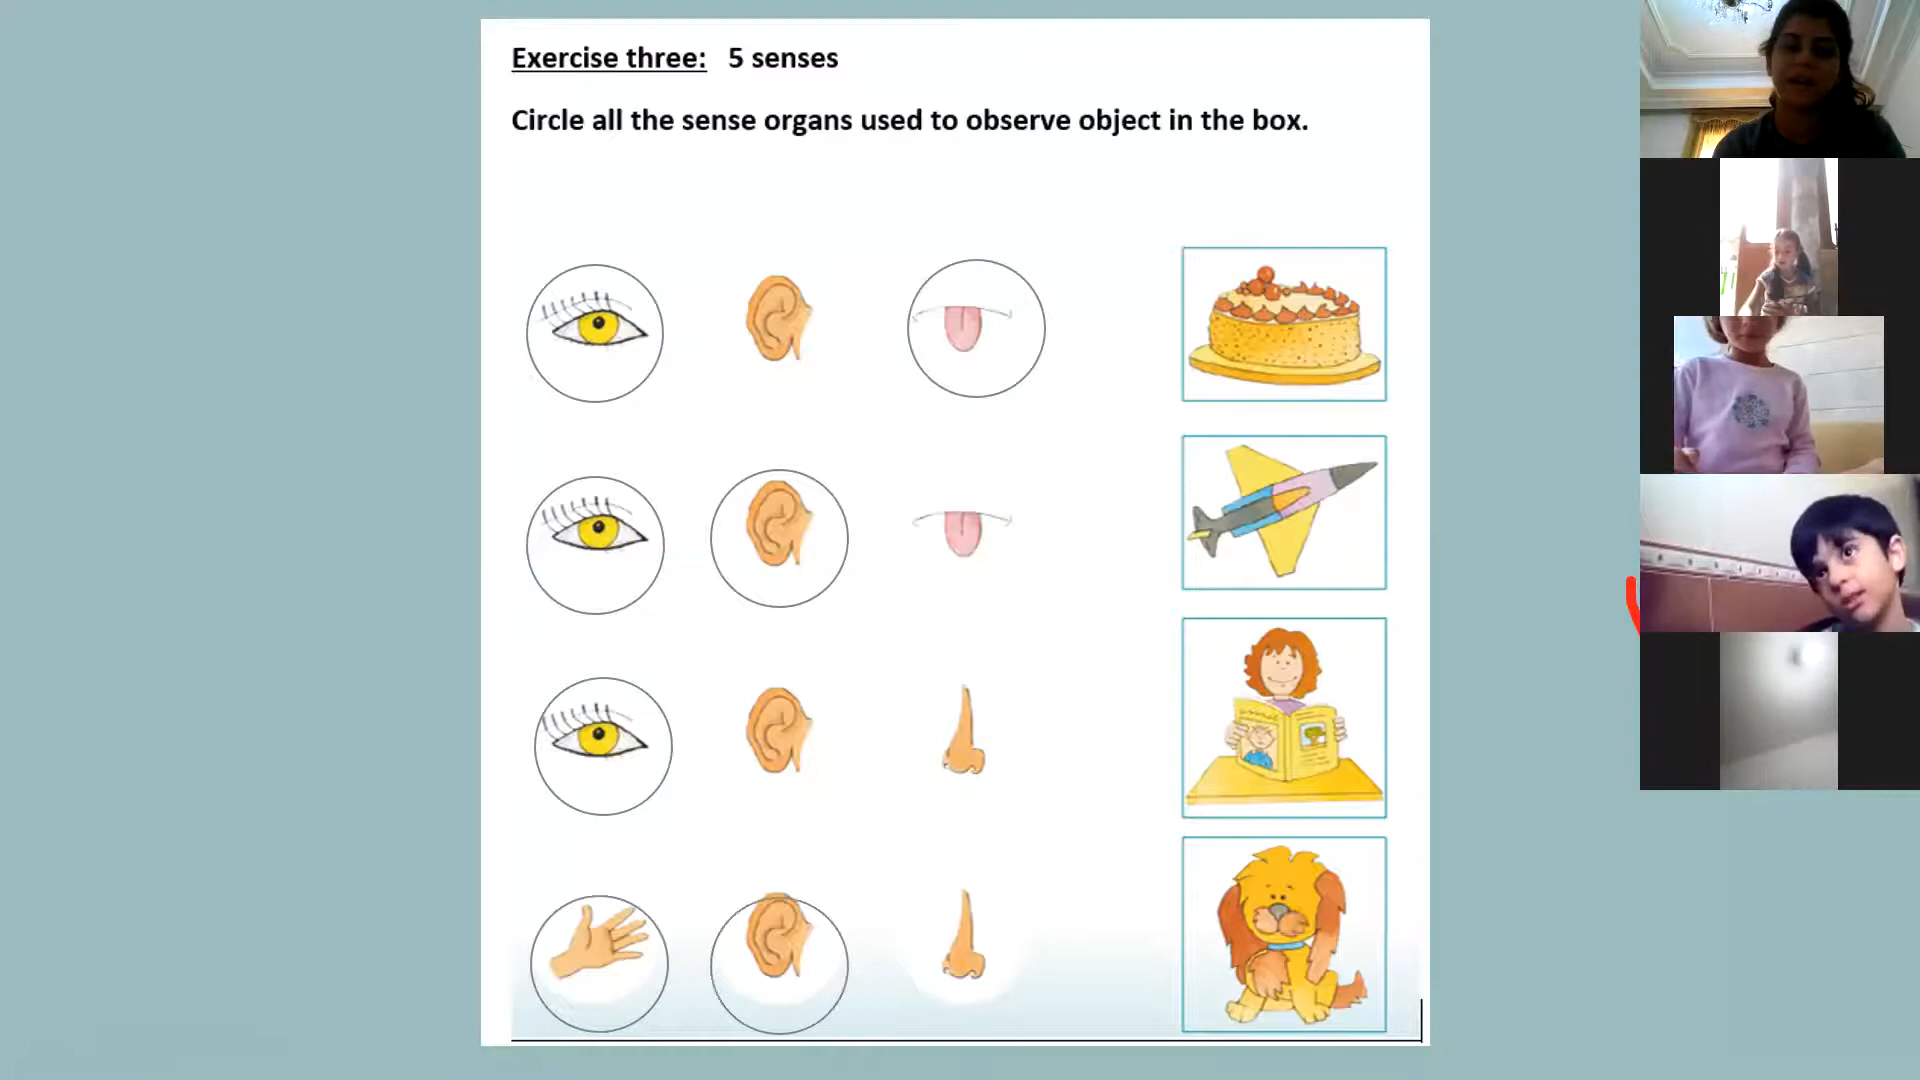 Exercise three: 5 senses
Circle all the sense organs used to observe object in the box.